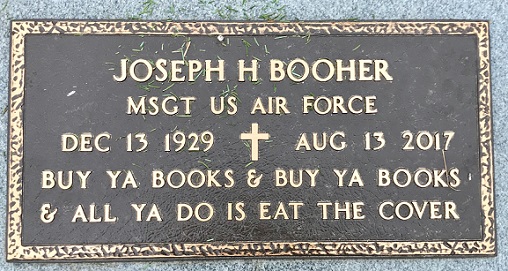 JOSEPH H BOOHER
MSGT US AIR FORCE
DEC 13 1929 AUG 13 2017
BUY YA BOOKS & BUY YA BOOKS
& ALL YA DO IS EAT THE COVER